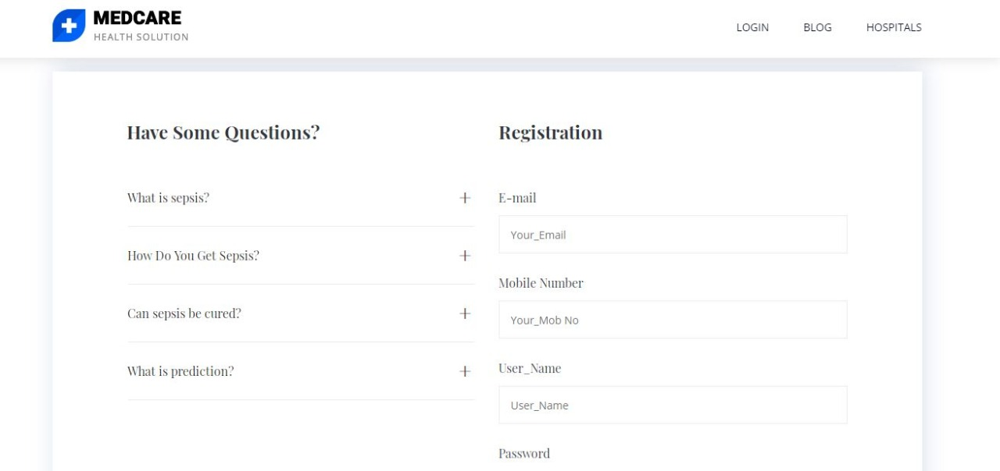 MEDCARE
HEALTH SOLUTION
LOGIN
BLOG
HOSPITALS
Have Some Questions?
What is sepsis?
How Do You Get Sepsis?
Can sepsis be cured?
What is prediction?
Registration
E-mail
Your_Email
Mobile Number
Your_Mob No
User_Name
User_Name
Password